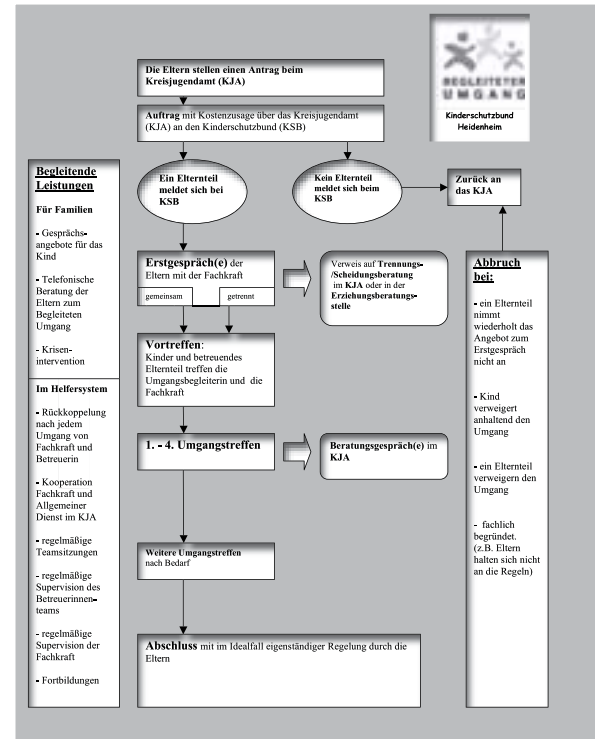 BEGLEITETER
UMGANG
Kinderschutzbund
Heidenheim
Die Eltern stellen einen Antrag beim
Kreisjugendamt (KJA)
Auftrag mit Kostenzusage über das Kreisjugendamt
(KJA) an den Kinderschutzbund (KSB)
Ein Elternteil
meldet sich bei
KSB
Kein Elternteil
meldet sich beim
KSB
Zurück an
das KJA
Begleitende
Leistungen
Für Familien
- Gesprächs-
angebote für das
Kind
- Telefonische
Beratung der
Eltern zum
Begleiteten
Umgang
- Krisen-
intervention
Im Helfersystem
- Rückkoppelung
nach jedem
Umgang von
Fachkraft und
Betreuerin
- Kooperation
Fachkraft und
Allgemeiner
Dienst im KJA
- regelmäßige
Teamsitzungen
- regelmäßige
Supervision des
Betreuerinnen-
teams
- regelmäßige
Supervision der
Fachkraft
- Fortbildungen
Erstgespräch(e) der
Eltern mit der Fachkraft
gemeinsam
getrennt
Verweis auf Trennungs-
/Scheidungsberatung
im KJA oder in der
Erziehungsberatungs-
stelle
Vortreffen:
Kinder und betreuendes
Elternteil treffen die
Umgangsbegleiterin und die
Fachkraft
1. - 4. Umgangstreffen
Beratungsgespräch(e) im
KJA
Weitere Umgangstreffen
nach Bedarf
Abschluss mit im Idealfall eigenständiger Regelung durch die
Eltern
Abbruch
bei:
- ein Elternteil
nimmt
wiederholt das
Angebot zum
Erstgespräch
nicht an
- Kind
verweigert
anhaltend den
Umgang
- ein Elternteil
verweigern den
Umgang
- fachlich
begründet.
(z.B. Eltern
halten sich nicht
an die Regeln)